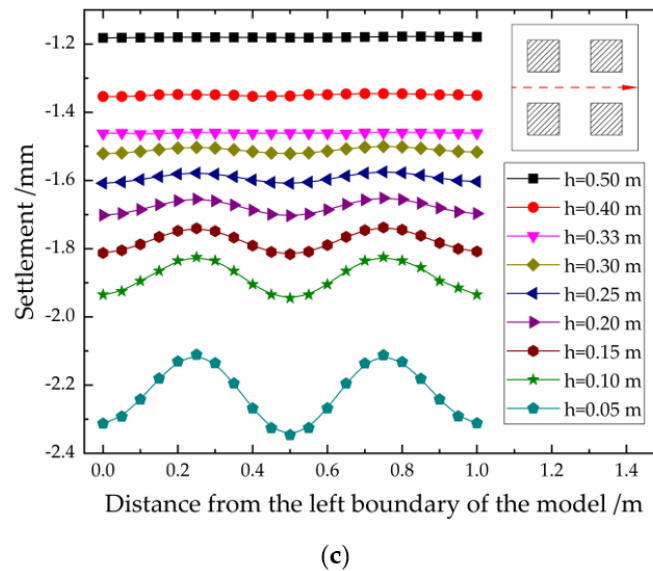 -1.2
-1.4
-1.6
-1.8
-2.0
-2.2
-2.4
Settlement /mm
h=0.50 m
h=0.40 m
h=0.33 m
h=0.30 m
h=0.25 m
h=0.20 m
h=0.15 m
h=0.10 m
h=0.05 m
0.0 0.2 0.4 0.6 0.8 1.0 1.2 1.4
Distance from the left boundary of the model /m
(c)